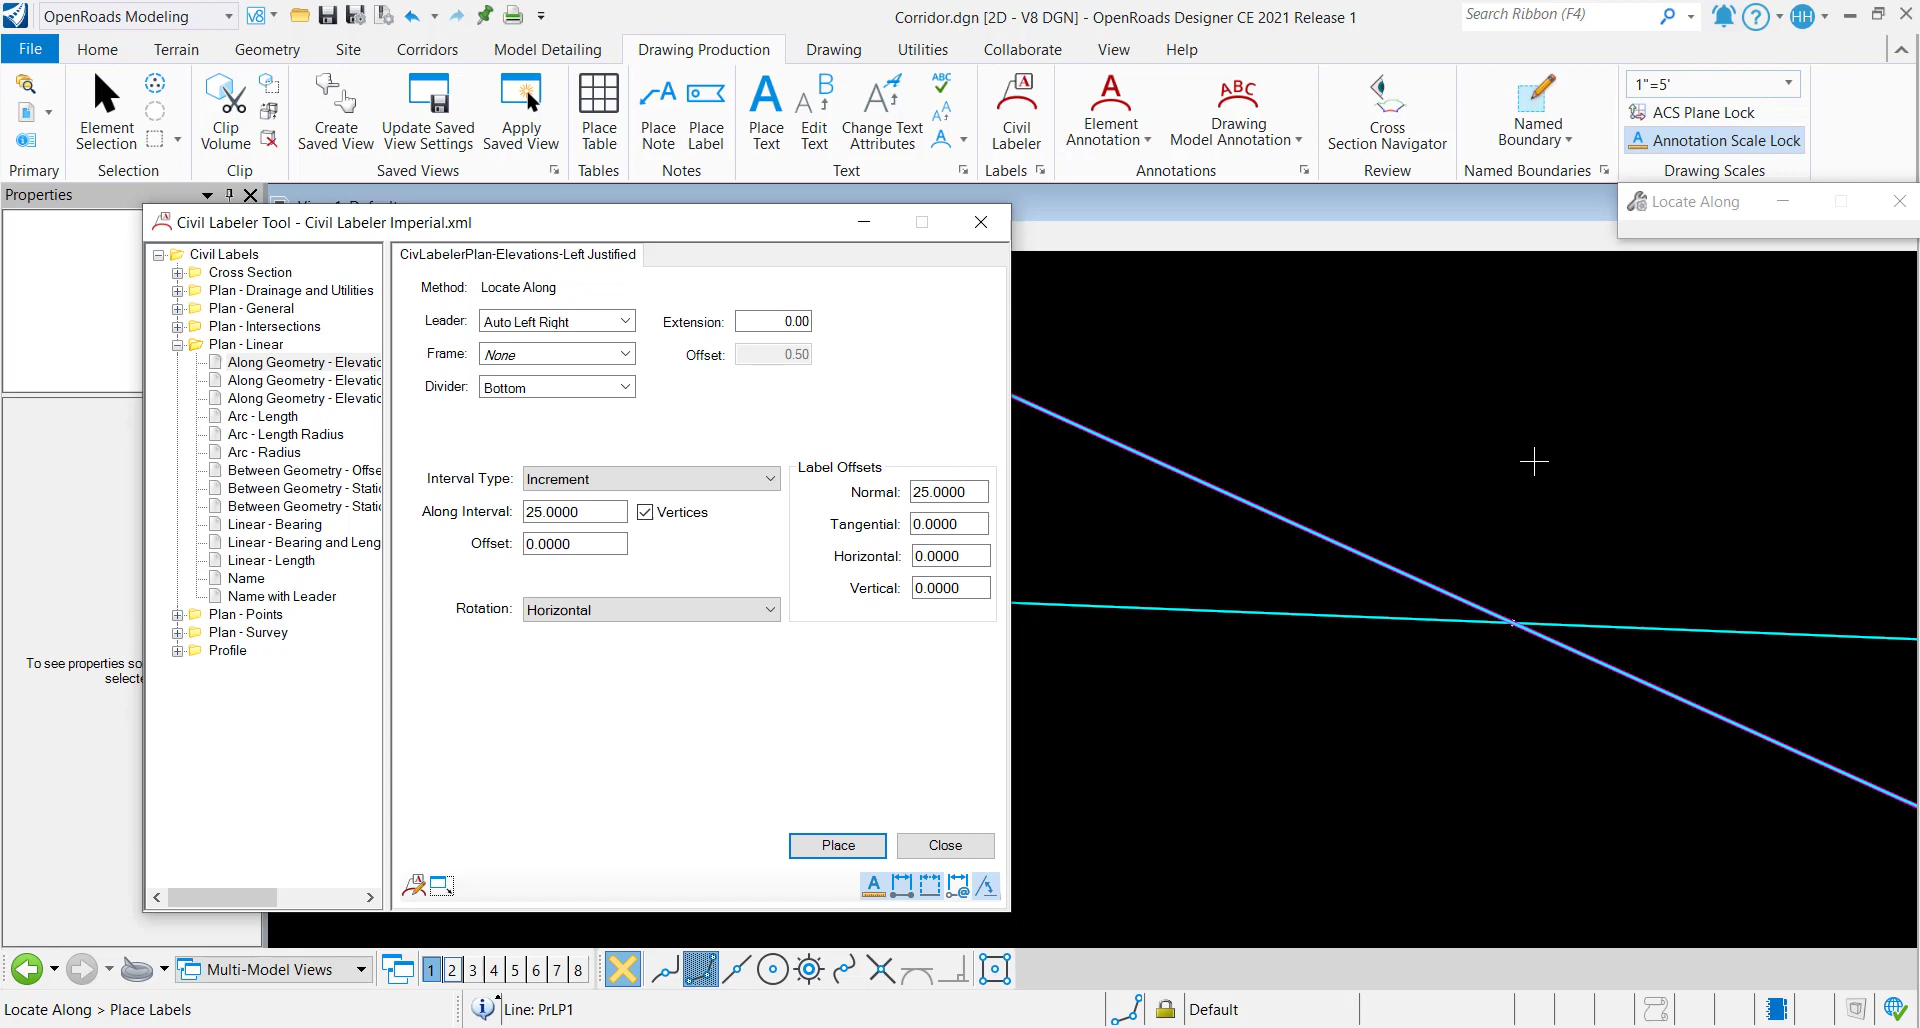 OpenRoads Modeling
V8
Corridor.dgn [2D - V8 DGN] - OpenRoads Designer CE 2021 Release 1
Search Ribbon (F4)
HH
File Home Terrain Geometry Site Corridors Model Detailing Drawing Production Drawing Utilities Collaborate View Help
Element Selection
Clip Volume
Create Saved View
Update Saved View Settings
Apply Saved View
Place Table
Place Note
Place Label
Place Text
Edit Text
Change Text Attributes
ABC
Civil Labeler
Element Annotation
ABC
Drawing Model Annotation
Cross Section Navigator
Named Boundary
1"=5'
ACS Plane Lock
Annotation Scale Lock
Primary Selection Clip Saved Views Tables Notes Text Labels Annotations Review Named Boundaries Drawing Scales
Properties
Locate Along
Civil Labeler Tool - Civil Labeler Imperial.xml
Civil Labels
Cross Section
Plan - Drainage and Utilities
Plan - General
Plan - Intersections
Plan - Linear
Along Geometry - Elevatic
Along Geometry - Elevatic
Along Geometry - Elevatic
Arc - Length
Arc - Length Radius
Arc - Radius
Between Geometry - Offse
Between Geometry - Static
Between Geometry - Static
Linear - Bearing
Linear - Bearing and Leng
Linear - Length
Name
Name with Leader
Plan - Points
Plan - Survey
Profile
CivLabelerPlan-Elevations-Left Justified
Method: Locate Along
Leader: Auto Left Right Extension: 0.00
Frame: None Offset: 0.50
Divider: Bottom
Interval Type: Increment
Along Interval: 25.0000 Vertices
Offset: 0.0000
Rotation: Horizontal
Label Offsets
Normal: 25.0000
Tangential: 0.0000
Horizontal: 0.0000
Vertical: 0.0000
Place Close
To see properties so
selecte
Multi-Model Views 1 2 3 4 5 6 7 8
Locate Along > Place Labels Line: PrLP1 Default